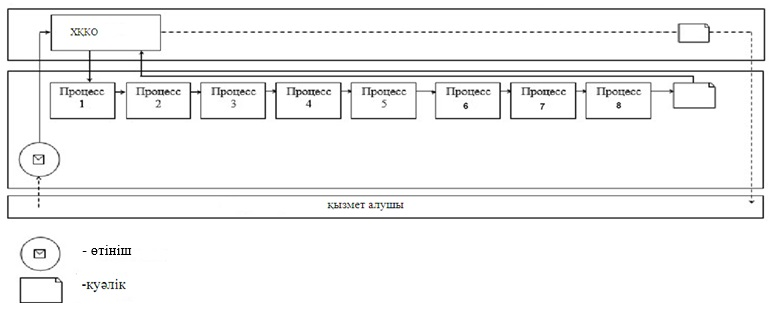 ХҚКО
Процесс
1
Процесс
2
Процесс
3
Процесс
4
Процесс
5
Процесс
6
Процесс
7
Процесс
8
қызмет алушы
- өтініш
-куәлік